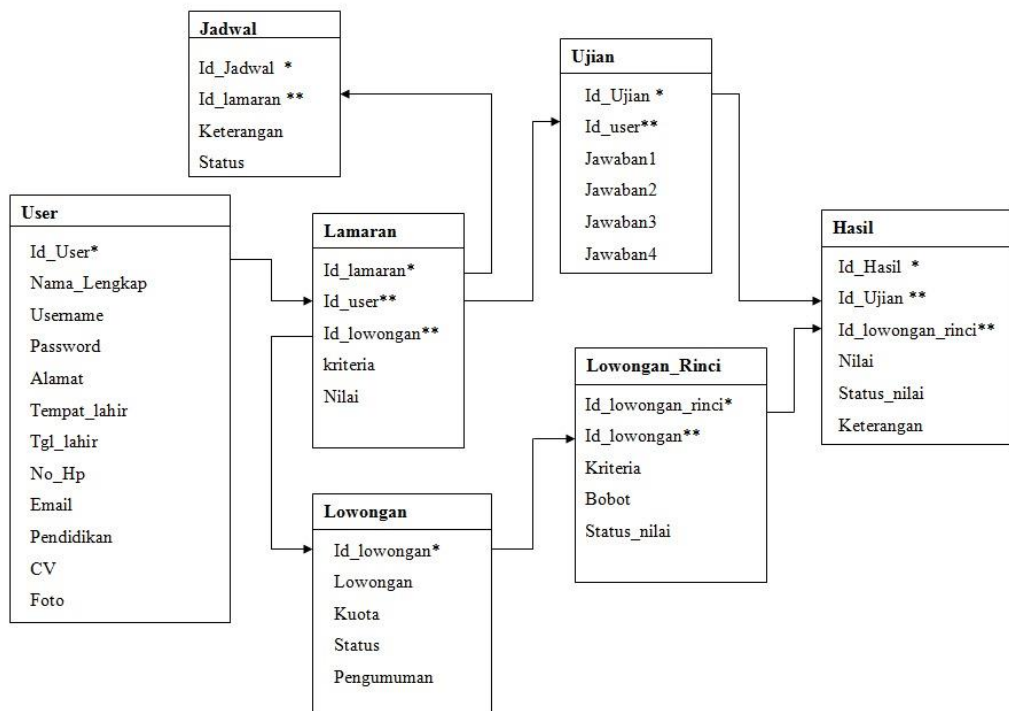 Jadwal
Id_Jadwal *
Id_lamaran **
Keterangan
Status
Ujian
Id_Ujian *
Id_user**
Jawaban1
Jawaban2
Jawaban3
Jawaban4
User
Id_User*
Nama_Lengkap
Username
Password
Alamat
Tempat_lahir
Tgl_lahir
No_Hp
Email
Pendidikan
CV
Foto
Lamaran
Id_lamaran*
Id_user**
Id_lowongan**
kriteria
Nilai
Hasil
Id_Hasil *
Id_Ujian **
Id_lowongan_rinci**
Nilai
Status_nilai
Keterangan
Lowongan_Rinci
Id_lowongan_rinci*
Id_lowongan**
Kriteria
Bobot
Status_nilai
Lowongan
Id_lowongan*
Lowongan
Kuota
Status
Pengumuman